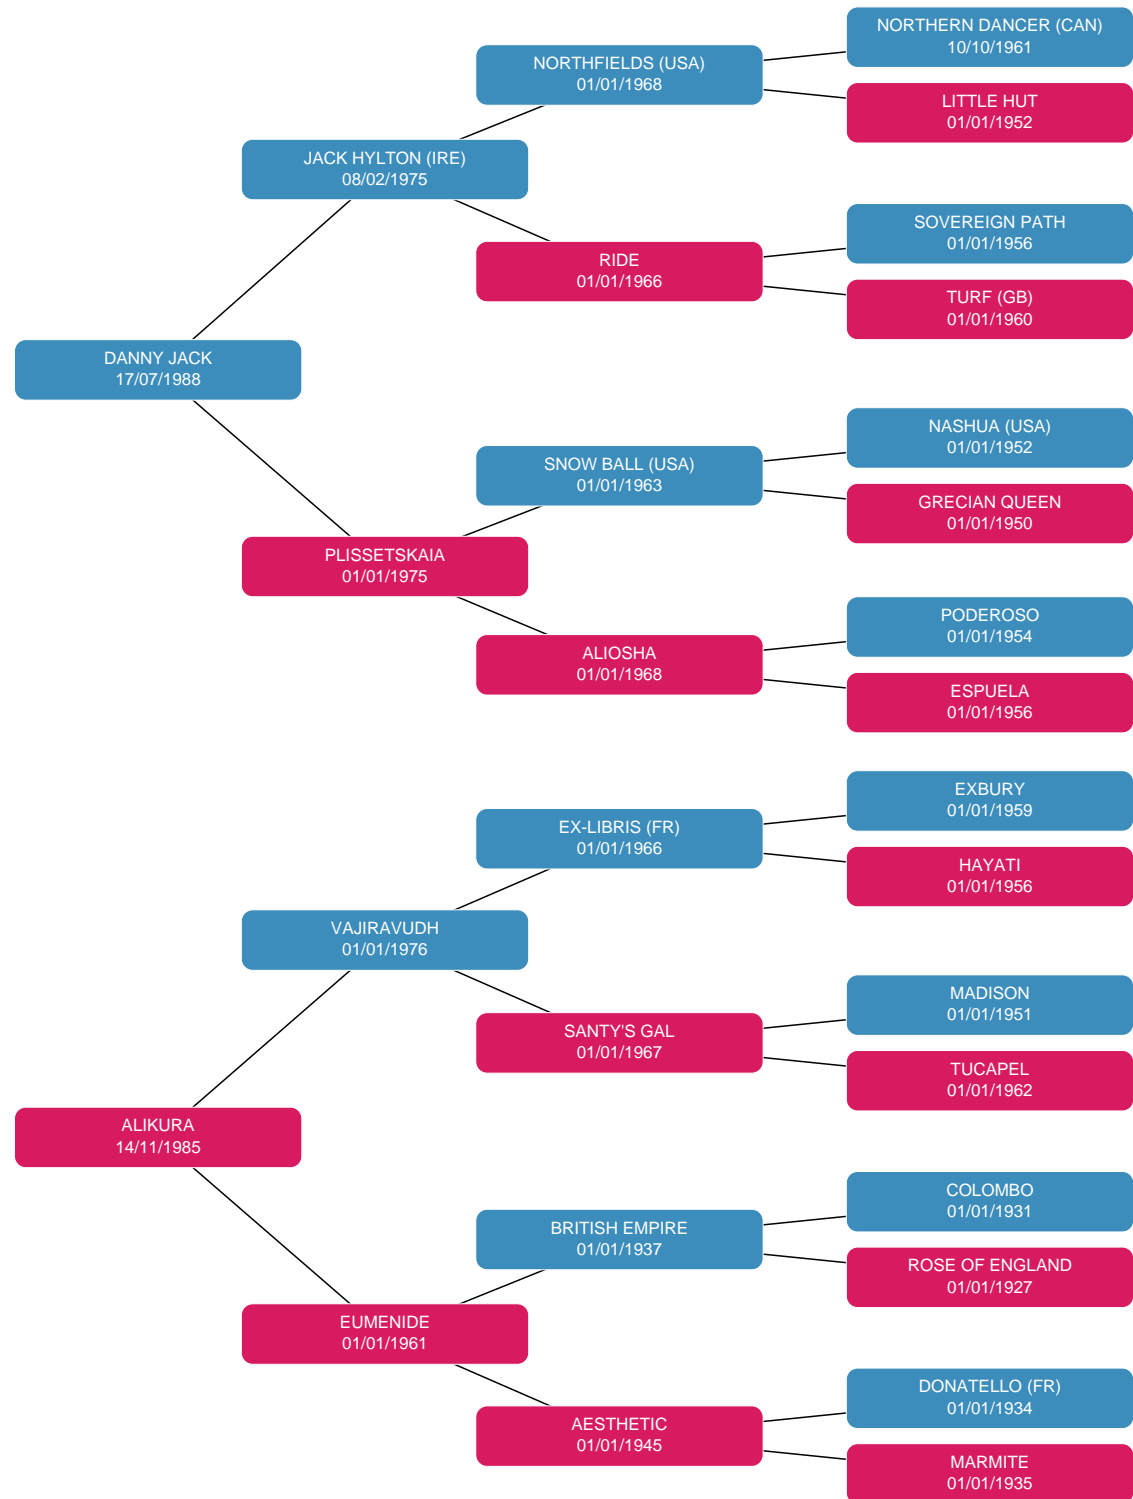 NORTHERN DANCER (CAN)
10/10/1961
NORTHFIELDS (USA)
01/01/1968
LITTLE HUT
01/01/1952
JACK HYLTON (IRE)
08/02/1975
SOVEREIGN PATH
01/01/1956
RIDE
01/01/1966
TURF (GB)
01/01/1960
DANNY JACK
17/07/1988
NASHUA (USA)
01/01/1952
SNOW BALL (USA)
01/01/1963
GRECIAN QUEEN
01/01/1950
PLISSETSKAIA
01/01/1975
PODEROSO
01/01/1954
ALIOSHA
01/01/1968
ESPUELA
01/01/1956
EXBURY
01/01/1959
EX-LIBRIS (FR)
01/01/1966
HAYATI
01/01/1956
VAJIRAVUDH
01/01/1976
MADISON
01/01/1951
SANTY'S GAL
01/01/1967
TUCAPEL
01/01/1962
ALIKURA
14/11/1985
COLOMBO
01/01/1931
BRITISH EMPIRE
01/01/1937
ROSE OF ENGLAND
01/01/1927
EUMENIDE
01/01/1961
DONATELLO (FR)
01/01/1934
AESTHETIC
01/01/1945
MARMITE
01/01/1935